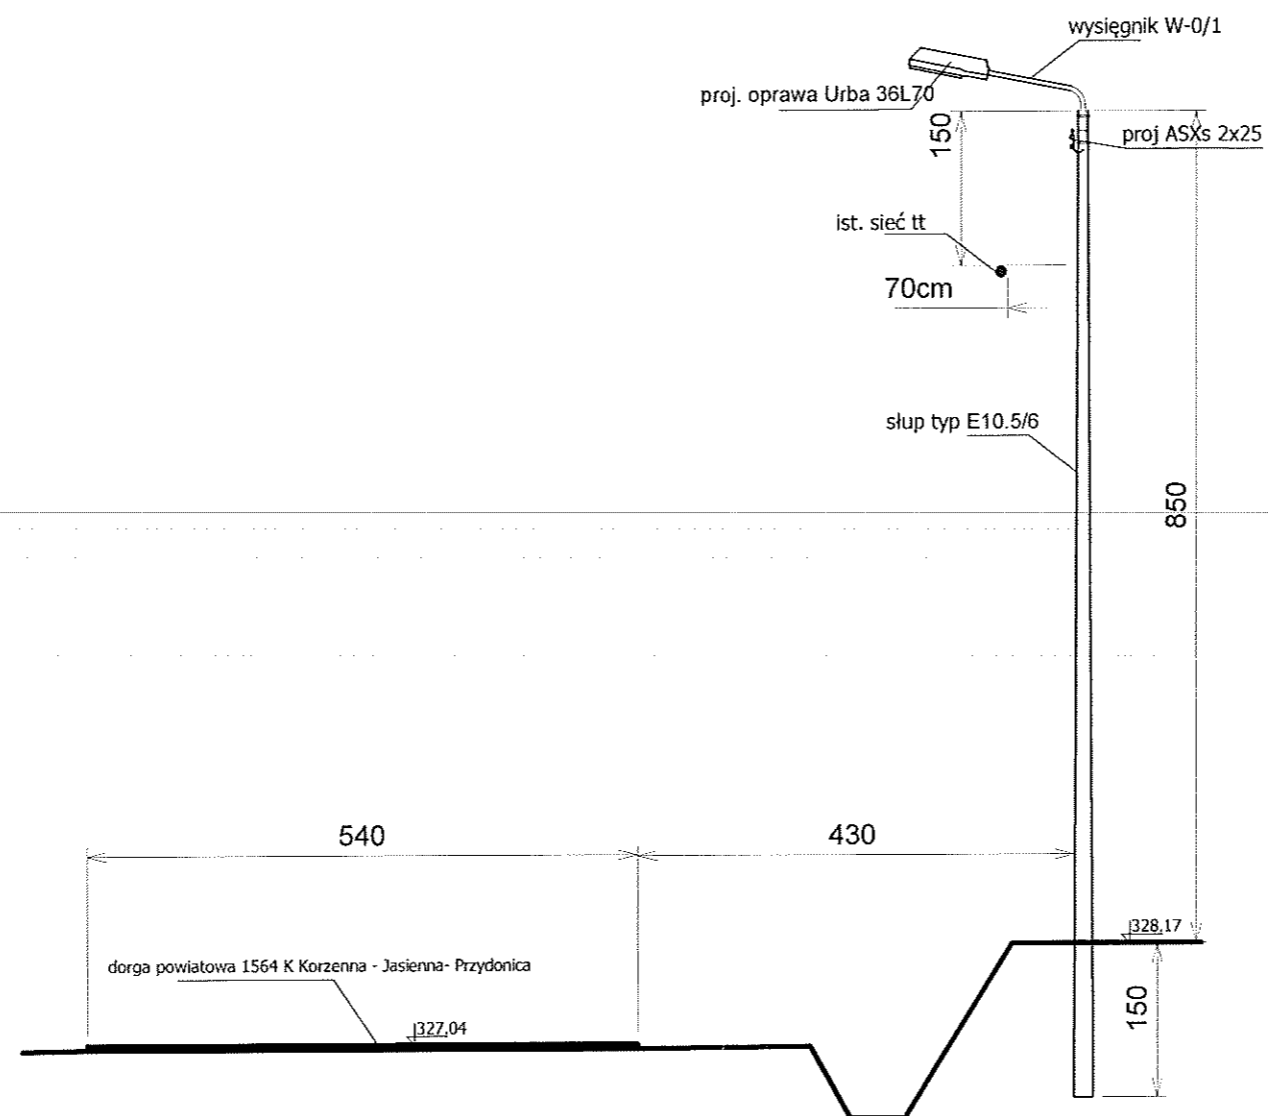 wysięgnik W-0/1
proj. oprawa Urba 36L70
150
proj ASXs 2x25
ist. sieć tt
70cm
słup typ E10.5/6
850
540
430
328,17
dorga powiatowa 1564 K Korzenna - Jasienna- Przydonica
327,04
150